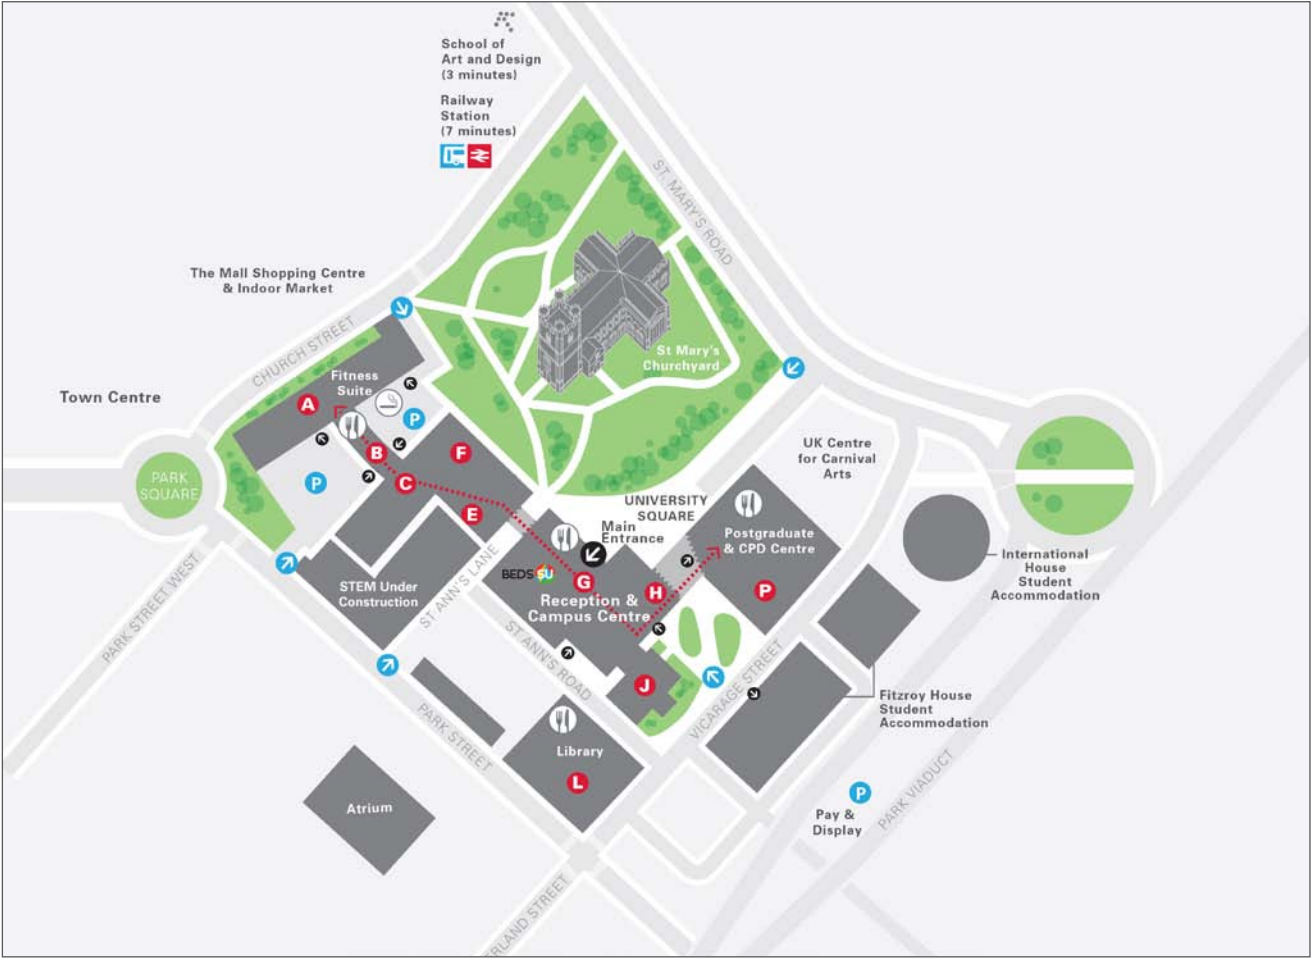 School of
Art and Design
(3 minutes)
Railway
Station
(7 minutes)
ST. MARY'S ROAD
The Mall Shopping Centre
& Indoor Market
CHURCH STREET
St Mary's
Churchyard
Town Centre
Fitness
Suite
A
P
B
F
C
P
E
PARK
SQUARE
UK Centre
for Carnival
Arts
UNIVERSITY
SQUARE
Main
Entrance
Postgraduate
& CPD Centre
P
International
House
Student
Accommodation
BEDS SU
G
H
Reception &
Campus Centre
STEM Under
Construction
ST ANN'S LANE
PARK STREET WEST
ST ANN'S ROAD
J
VICARAGE STREET
Fitzroy House
Student
Accommodation
PARK STREET
Library
L
Atrium
P
Pay &
Display
PARK VIADUCT
ERLAND STREET